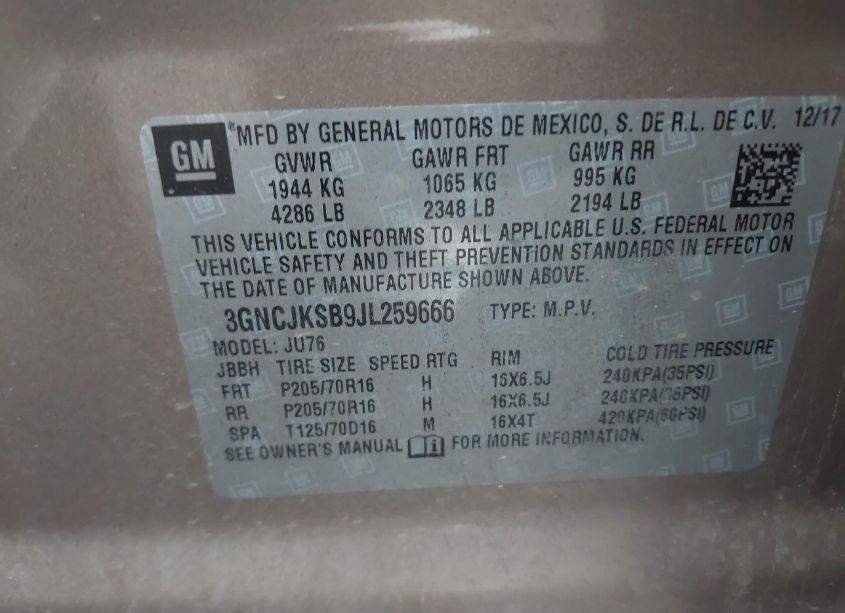 GM
®MFD BY GENERAL MOTORS DE MEXICO, S. DE R.L. DE C.V. 12/17
GVWR GAWR FRT GAWR RR
1944 KG 1065 KG 995 KG
4286 LB 2348 LB 2194 LB
THIS VEHICLE CONFORMS TO ALL APPLICABLE U.S. FEDERAL MOTOR
VEHICLE SAFETY AND THEFT PREVENTION STANDARDS IN EFFECT ON
THE DATE OF MANUFACTURE SHOWN ABOVE.
3GNCJKSB9JL259666 TYPE: M.P.V.
MODEL: JU76
JBBH TIRE SIZE SPEED RTG RIM COLD TIRE PRESSURE
FRT P205/70R16 H 16X6.5J 240KPA(35PSI)
RR P205/70R16 H 16X6.5J 240KPA(35PSI)
SPA T125/70D16 M 16X4T 420KPA(60PSI)
SEE OWNER'S MANUAL FOR MORE INFORMATION.